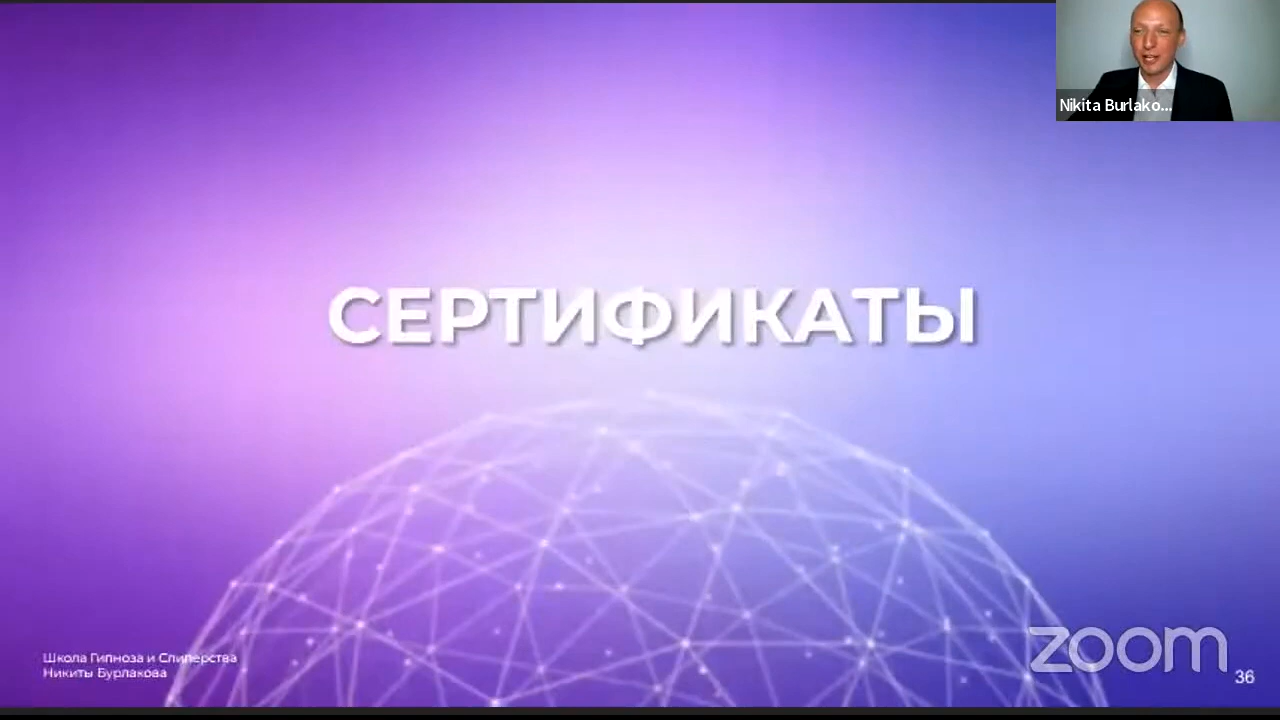 Nikita Burlako...
СЕРТИФИКАТЫ
Школа Гипноза и Слиперства
Никиты Бурлакова
zoom
36